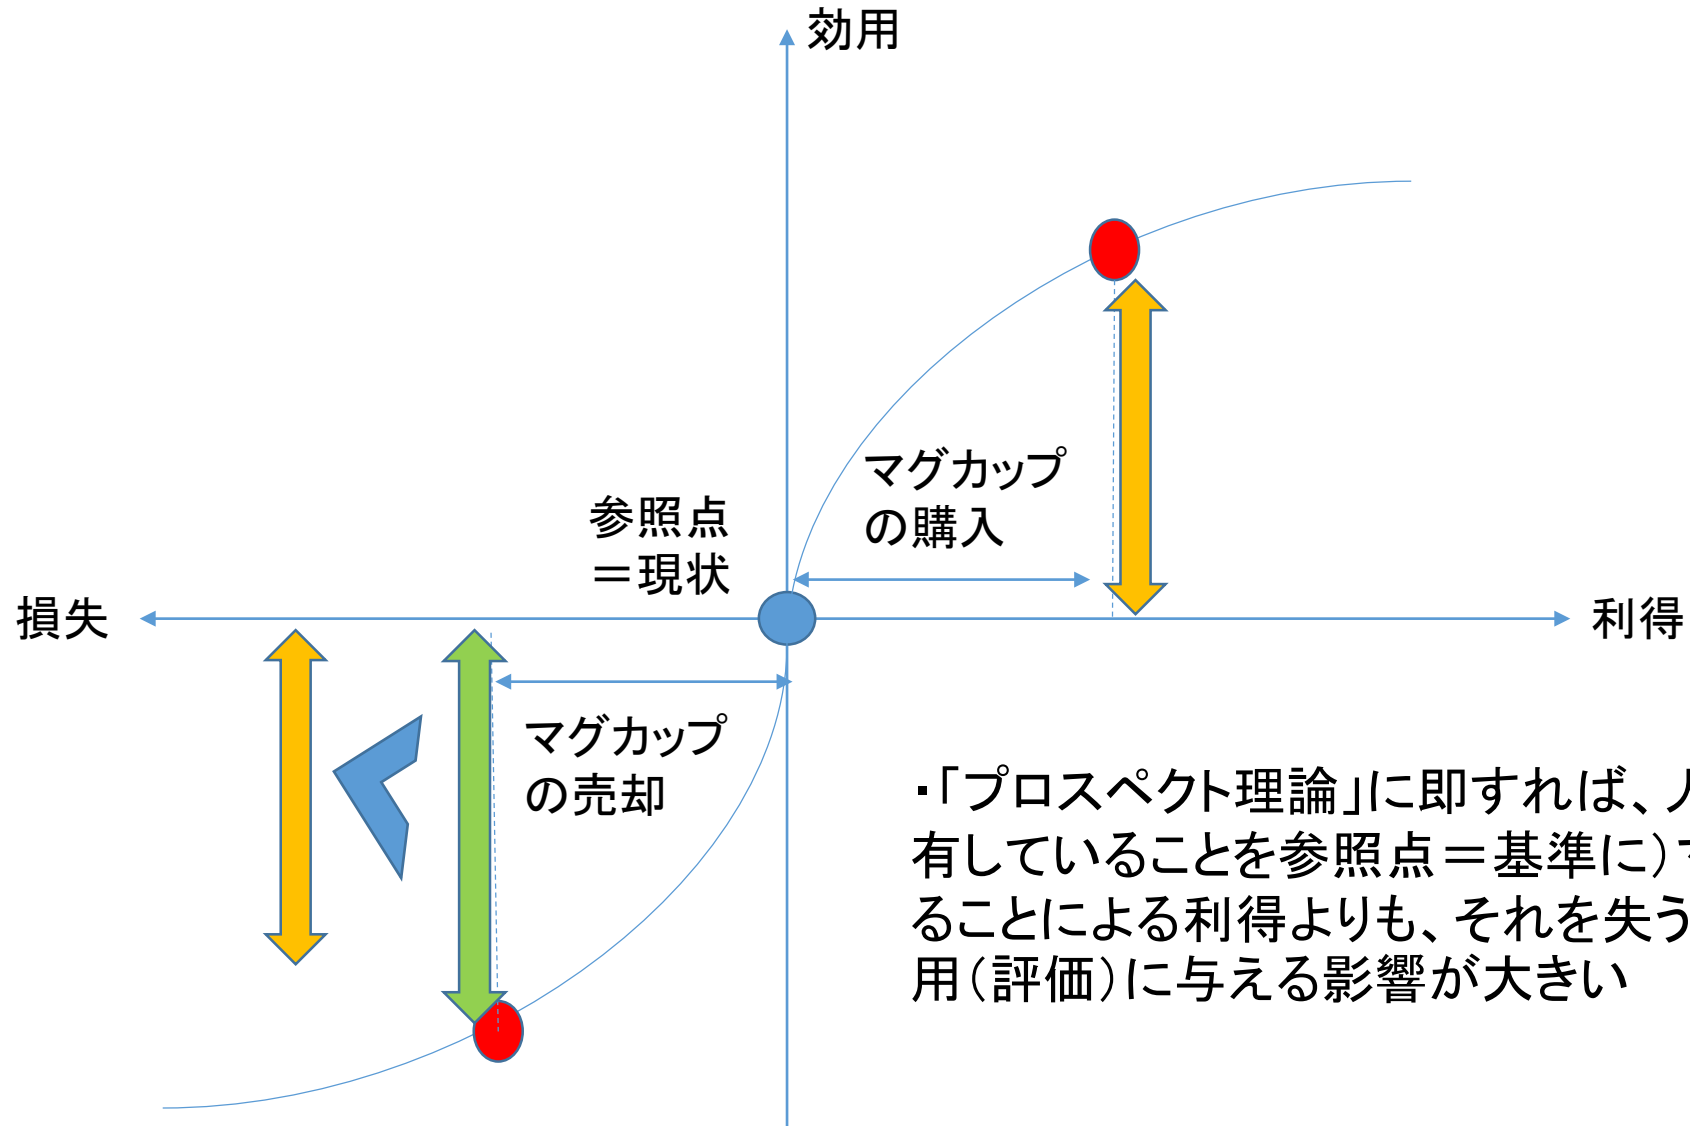 効用
マグカップ
の購入
参照点
=現状
損失
利得
マグカップ
の売却
・「プロスペクト理論」に即すれば、
有していることを参照点=基準に)
ることによる利得よりも、それを失う
用(評価)に与える影響が大きい